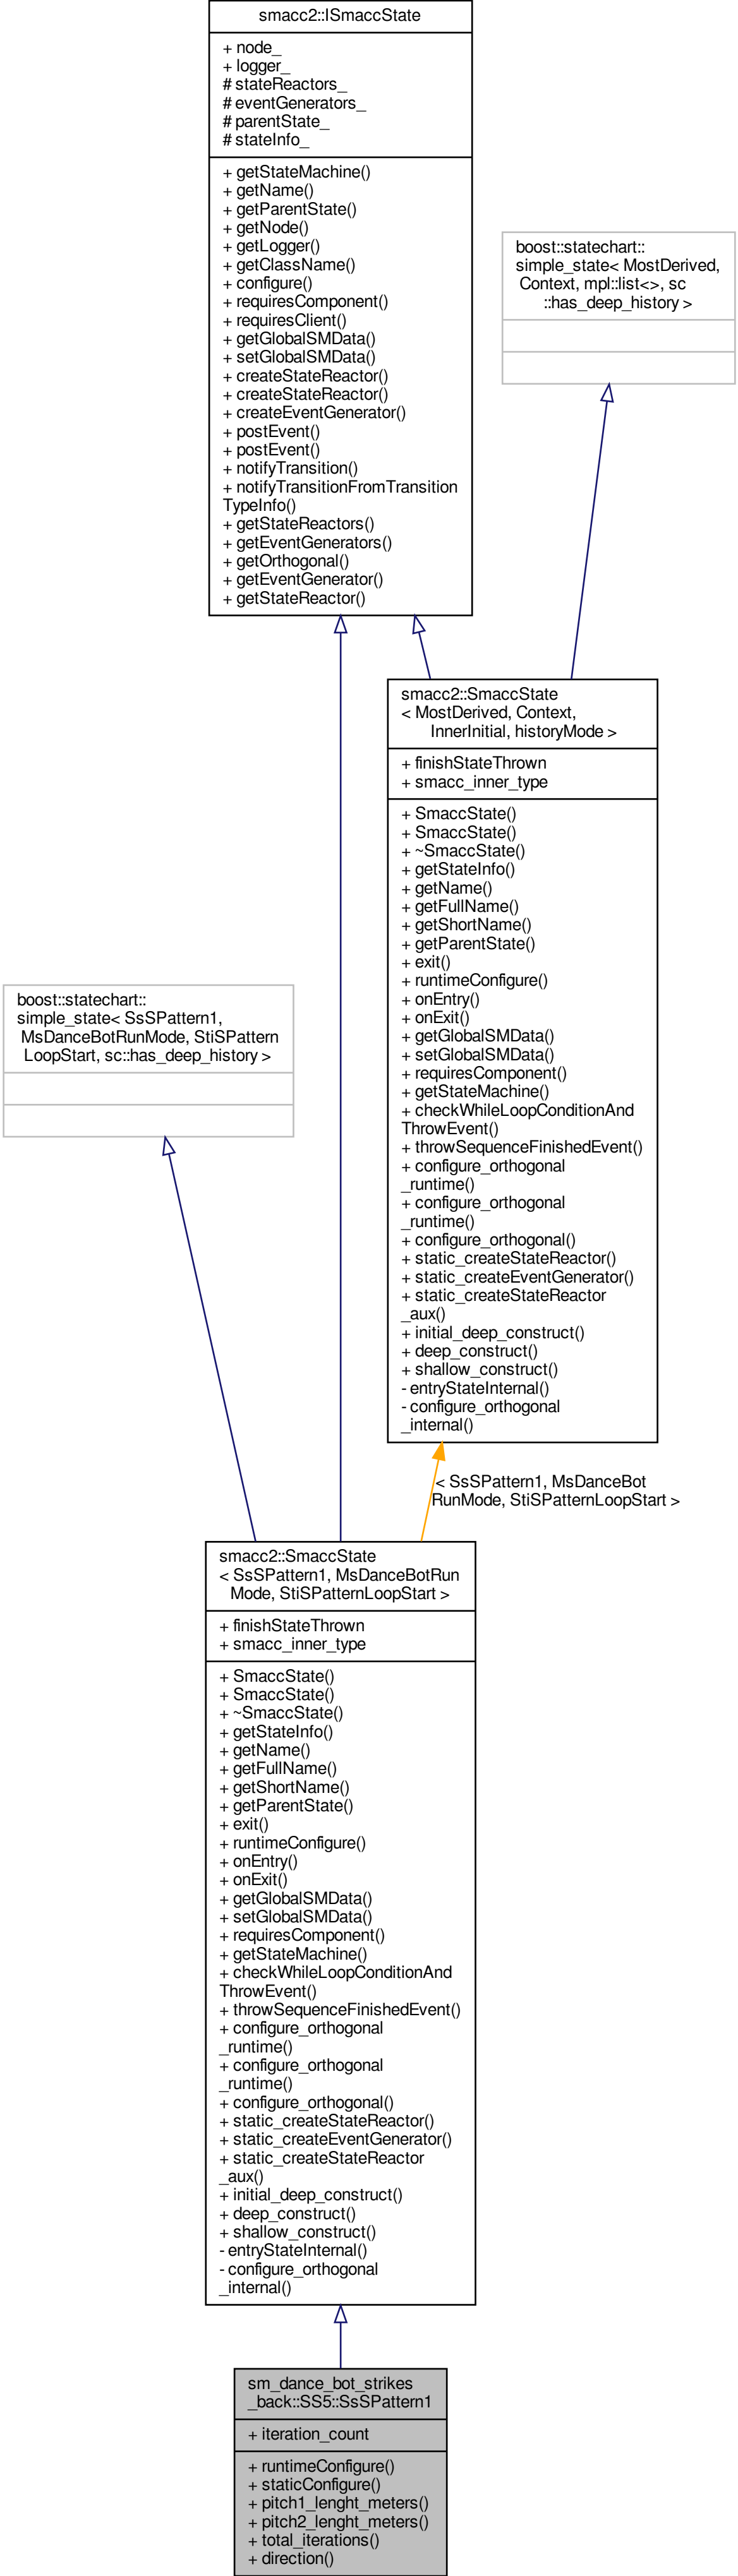 smacc2::ISmaccState
+ node_
+ logger_
# stateReactors_
# eventGenerators_
# parentState_
# stateInfo_
+ getStateMachine()
+ getName()
+ getParentState()
+ getNode()
+ getLogger()
+ getClassName()
+ configure()
+ requiresComponent()
+ requiresClient()
+ getGlobalSMData()
+ setGlobalSMData()
+ createStateReactor()
+ createStateReactor()
+ createEventGenerator()
+ postEvent()
+ postEvent()
+ notifyTransition()
+ notifyTransitionFromTransition
TypeInfo()
+ getStateReactors()
+ getEventGenerators()
+ getOrthogonal()
+ getEventGenerator()
+ getStateReactor()
boost::statechart::
simple_state< MostDerived,
Context, mpl::list<>, sc
::has_deep_history >
smacc2::SmaccState
< MostDerived, Context,
InnerInitial, historyMode >
+ finishStateThrown
+ smacc_inner_type
+ SmaccState()
+ SmaccState()
+ ~SmaccState()
+ getStateInfo()
+ getName()
+ getFullName()
+ getShortName()
+ getParentState()
+ exit()
+ runtimeConfigure()
+ onEntry()
+ onExit()
+ getGlobalSMData()
+ setGlobalSMData()
+ requiresComponent()
+ getStateMachine()
+ checkWhileLoopConditionAnd
ThrowEvent()
+ throwSequenceFinishedEvent()
+ configure_orthogonal
_runtime()
+ configure_orthogonal
_runtime()
+ configure_orthogonal()
+ static_createStateReactor()
+ static_createEventGenerator()
+ static_createStateReactor
_aux()
+ initial_deep_construct()
+ deep_construct()
+ shallow_construct()
- entryStateInternal()
- configure_orthogonal
_internal()
boost::statechart::
simple_state< SsSPattern1,
MsDanceBotRunMode, StiSPattern
LoopStart, sc::has_deep_history >
< SsSPattern1, MsDanceBot
RunMode, StiSPatternLoopStart >
smacc2::SmaccState
< SsSPattern1, MsDanceBotRun
Mode, StiSPatternLoopStart >
+ finishStateThrown
+ smacc_inner_type
+ SmaccState()
+ SmaccState()
+ ~SmaccState()
+ getStateInfo()
+ getName()
+ getFullName()
+ getShortName()
+ getParentState()
+ exit()
+ runtimeConfigure()
+ onEntry()
+ onExit()
+ getGlobalSMData()
+ setGlobalSMData()
+ requiresComponent()
+ getStateMachine()
+ checkWhileLoopConditionAnd
ThrowEvent()
+ throwSequenceFinishedEvent()
+ configure_orthogonal
_runtime()
+ configure_orthogonal
_runtime()
+ configure_orthogonal()
+ static_createStateReactor()
+ static_createEventGenerator()
+ static_createStateReactor
_aux()
+ initial_deep_construct()
+ deep_construct()
+ shallow_construct()
- entryStateInternal()
- configure_orthogonal
_internal()
sm_dance_bot_strikes
_back::SS5::SsSPattern1
+ iteration_count
+ runtimeConfigure()
+ staticConfigure()
+ pitch1_lenght_meters()
+ pitch2_lenght_meters()
+ total_iterations()
+ direction()